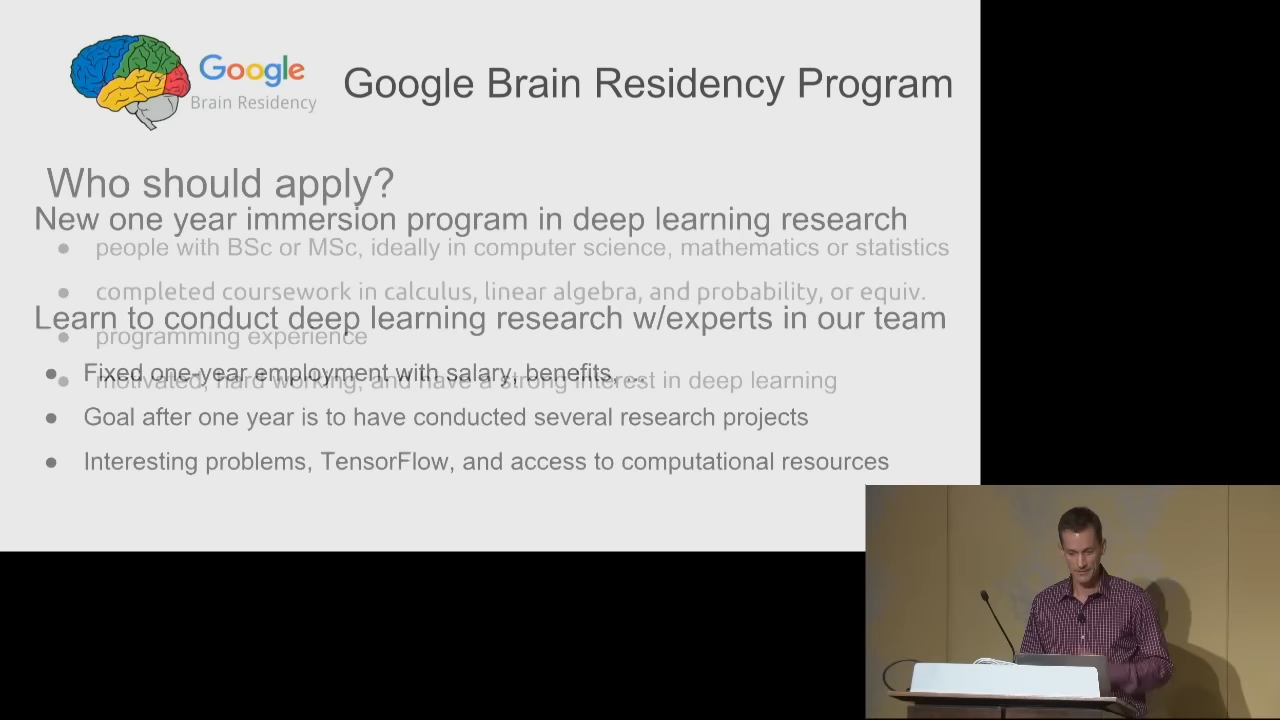 Google
Brain Residency
Google Brain Residency Program
Who should apply?
New one year immersion program in deep learning research
● people with BSc or MSc, ideally in computer science, mathematics or statistics
● completed coursework in calculus, linear algebra, and probability, or equiv.
Learn to conduct deep learning research w/experts in our team
● programming experience
● Fixed one-year employment with salary, benefits, ...
● motivated, hard working, and have a strong interest in deep learning
● Goal after one year is to have conducted several research projects
● Interesting problems, TensorFlow, and access to computational resources